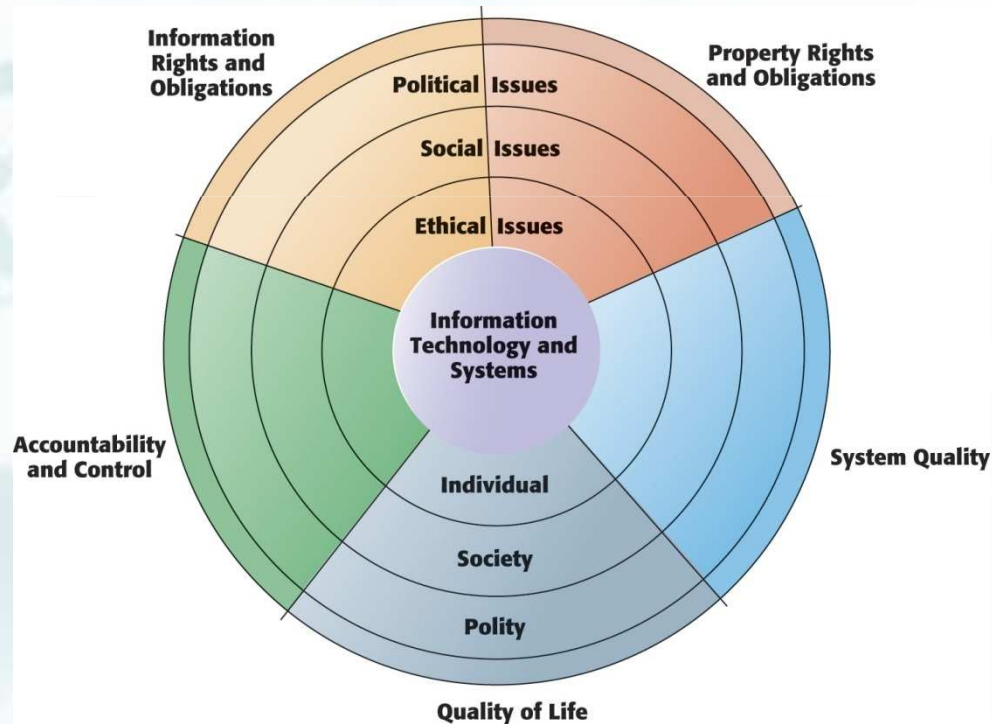 Information
Rights and
Obligations
Property Rights
and Obligations
Political Issues
Social Issues
Ethical Issues
Information
Technology and
Systems
Accountability
and Control
System Quality
Individual
Society
Polity
Quality of Life